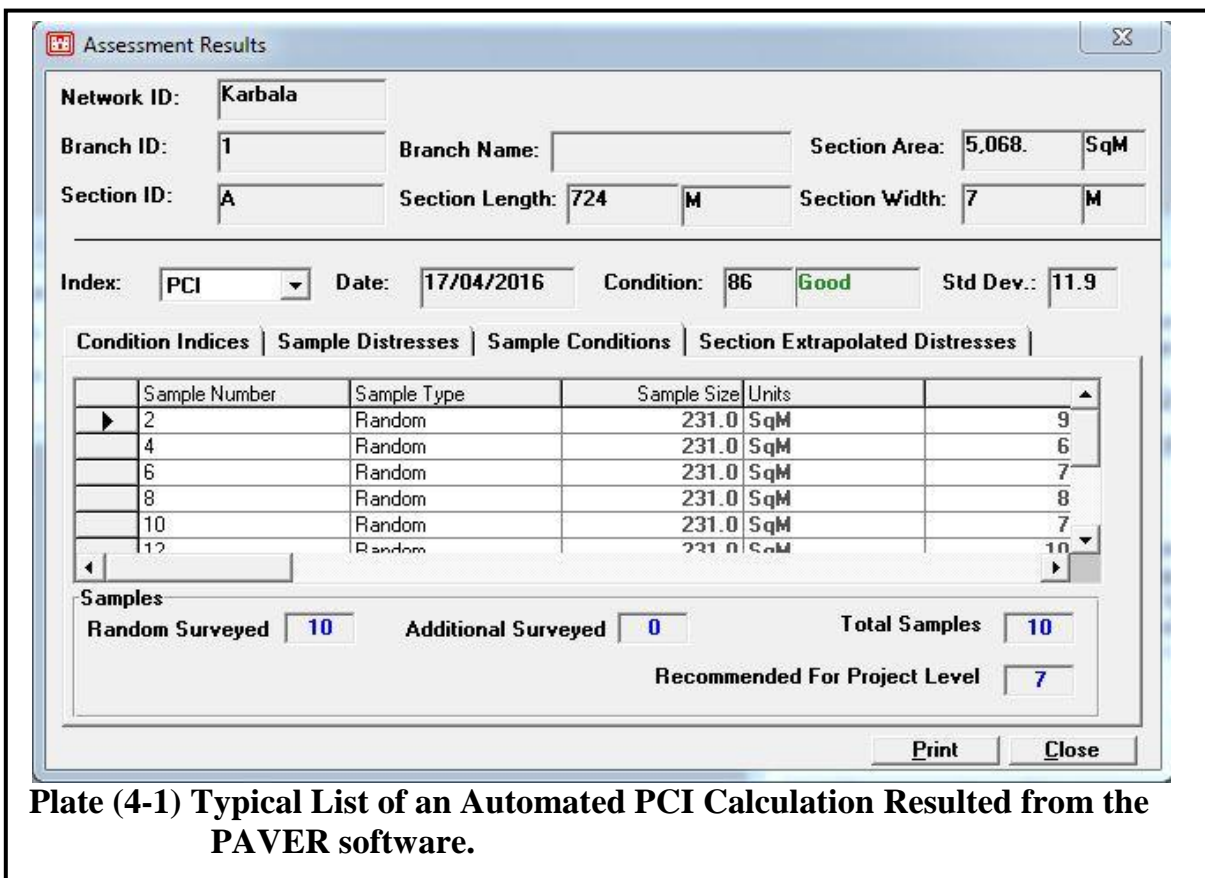 Assessment Results
Network ID: Karbala
Branch ID: 1 Branch Name: Section Area: 5,068. SqM
Section ID: A Section Length: 724 M Section Width: 7 M
Index: PCI Date: 17/04/2016 Condition: 86 Good Std Dev.: 11.9
Condition Indices | Sample Distresses | Sample Conditions | Section Extrapolated Distresses |
Sample Number Sample Type Sample Size Units
2 Random 231.0 SqM 9
4 Random 231.0 SqM 6
6 Random 231.0 SqM 7
8 Random 231.0 SqM 8
10 Random 231.0 SqM 7
12 Random 231.0 SqM 10
Samples
Random Surveyed 10 Additional Surveyed 0 Total Samples 10
Recommended For Project Level 7
Print Close
Plate (4-1) Typical List of an Automated PCI Calculation Resulted from the
PAVER software.